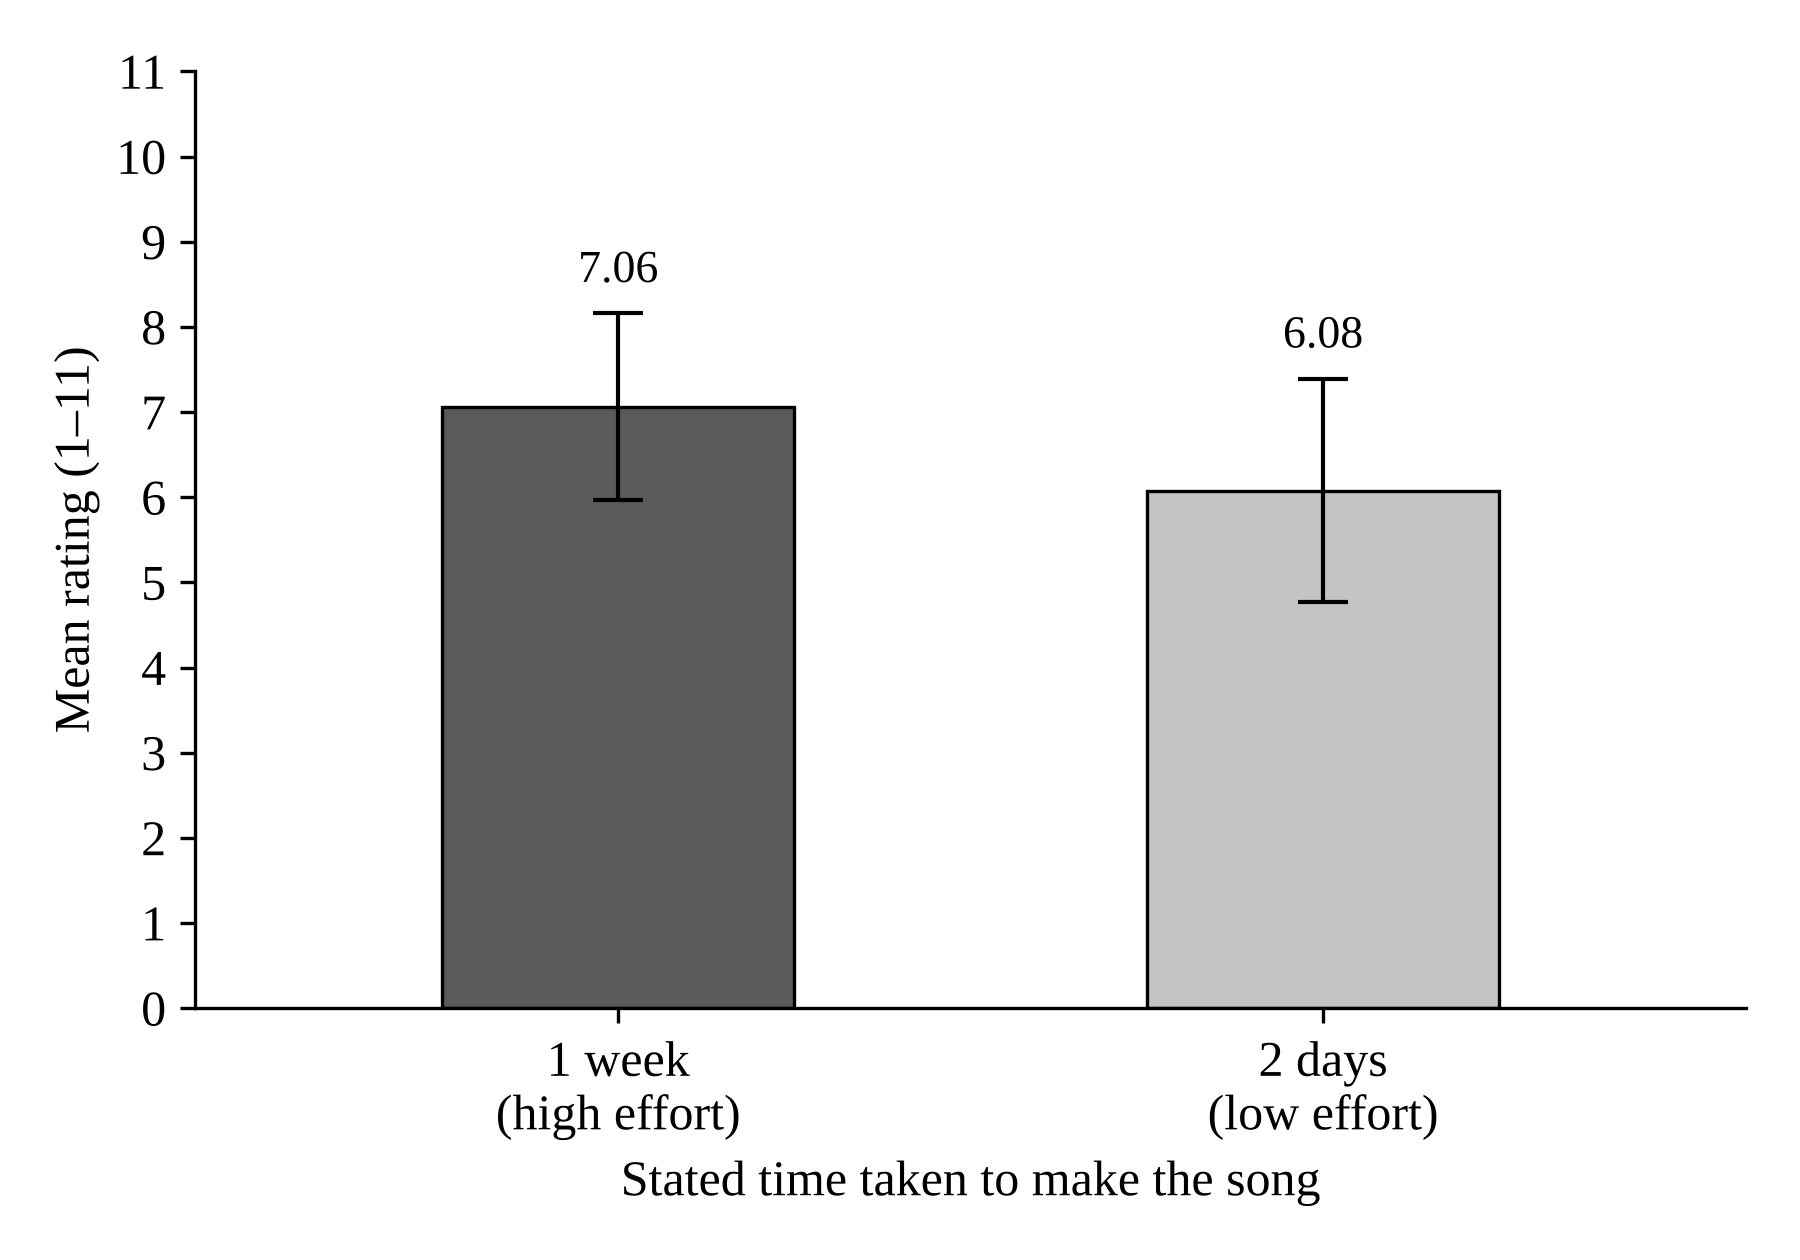 11
10
9
8
7
6
5
4
3
2
1
0
Mean rating (1–11)
7.06
6.08
1 week
(high effort)
2 days
(low effort)
Stated time taken to make the song